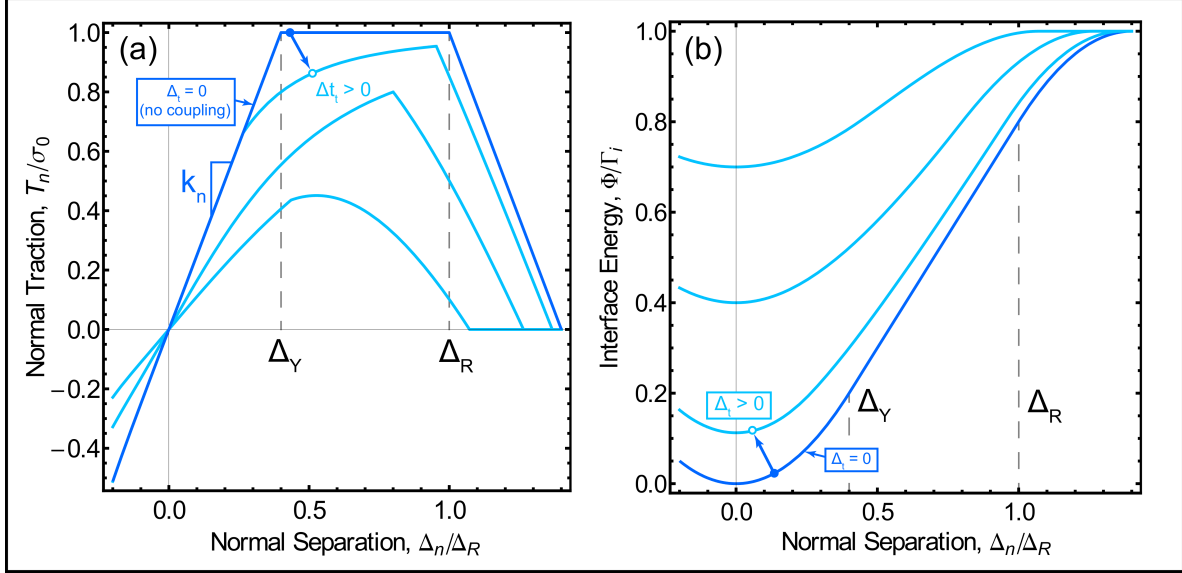 (a)
Δt = 0
(no coupling)
Δtt > 0
kn
ΔY
ΔR
1.0
0.8
0.6
0.4
0.2
0.0
−0.2
−0.4
0.0
0.5
1.0
Normal Traction, Tn/σ0
Normal Separation, Δn/ΔR
(b)
Δt > 0
Δt = 0
ΔY
ΔR
1.0
0.8
0.6
0.4
0.2
0.0
0.0
0.5
1.0
Interface Energy, Φ/Γi
Normal Separation, Δn/ΔR